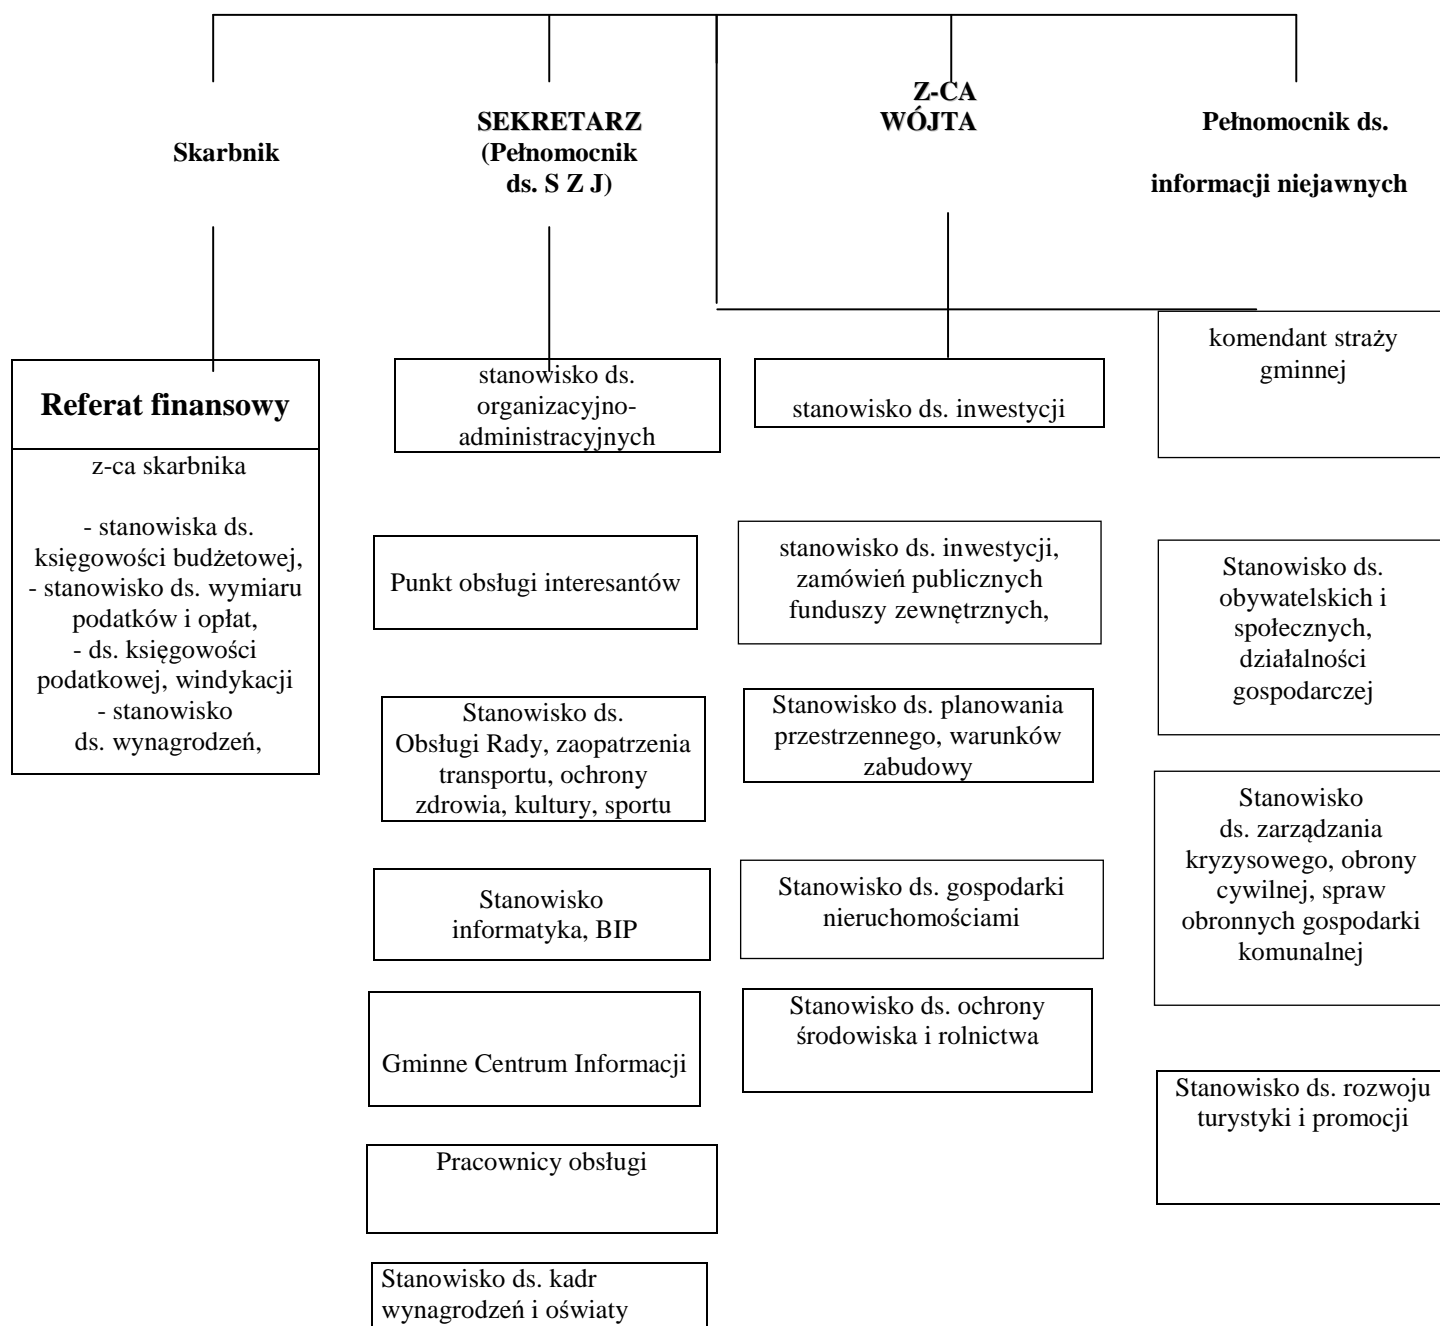 Skarbnik
SEKRETARZ
(Pełnomocnik
ds. S Z J)
Z-CA
WÓJTA
Pełnomocnik ds.
informacji niejawnych
Referat finansowy
z-ca skarbnika
- stanowiska ds.
księgowości budżetowej,
- stanowisko ds. wymiaru
podatków i opłat,
- ds. księgowości
podatkowej, windykacji
- stanowisko
ds. wynagrodzeń,
stanowisko ds.
organizacyjno-
administracyjnych
Punkt obsługi interesantów
Stanowisko ds.
Obsługi Rady, zaopatrzenia
transportu, ochrony
zdrowia, kultury, sportu
Stanowisko
informatyka, BIP
Gminne Centrum Informacji
Pracownicy obsługi
Stanowisko ds. kadr
wynagrodzeń i oświaty
stanowisko ds. inwestycji
stanowisko ds. inwestycji,
zamówień publicznych
funduszy zewnętrznych,
Stanowisko ds. planowania
przestrzennego, warunków
zabudowy
Stanowisko ds. gospodarki
nieruchomościami
Stanowisko ds. ochrony
środowiska i rolnictwa
komendant straży
gminnej
Stanowisko ds.
obywatelskich i
społecznych,
działalności
gospodarczej
Stanowisko
ds. zarządzania
kryzysowego, obrony
cywilnej, spraw
obronnych gospodarki
komunalnej
Stanowisko ds. rozwoju
turystyki i promocji